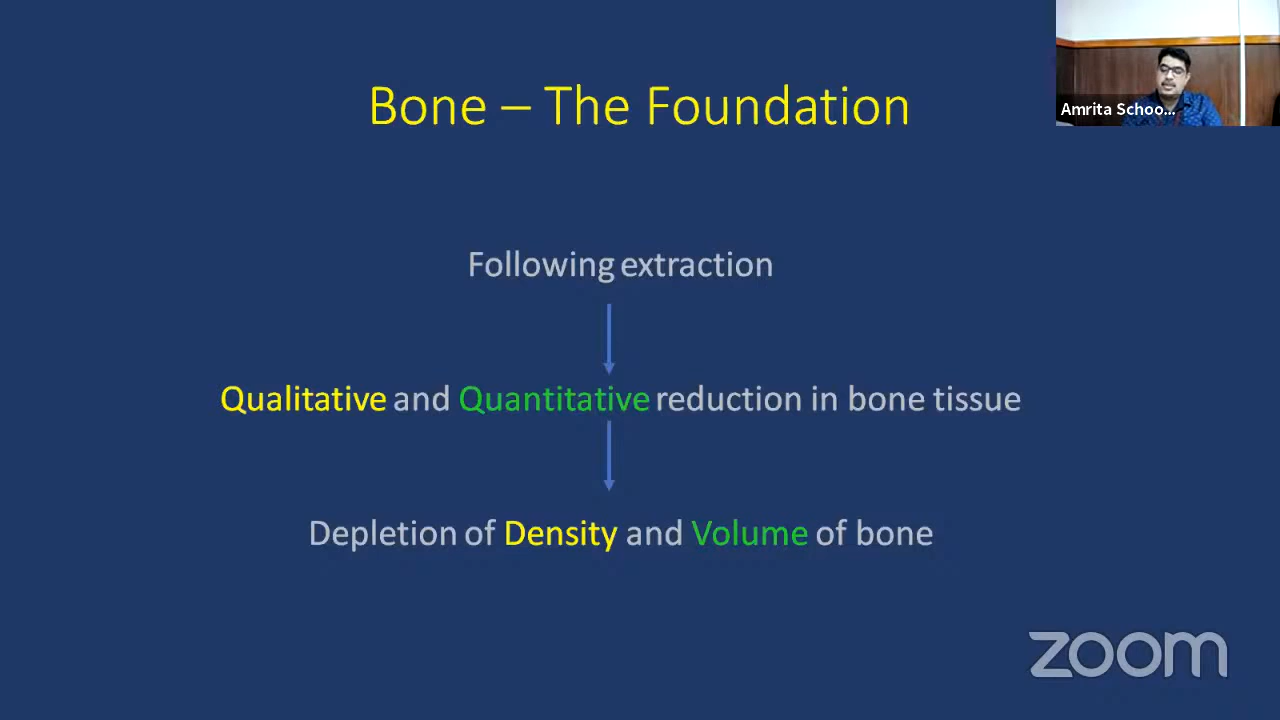 Bone – The Foundation
Amrita Schoo...
Following extraction
Qualitative and Quantitative reduction in bone tissue
Depletion of Density and Volume of bone
zoom